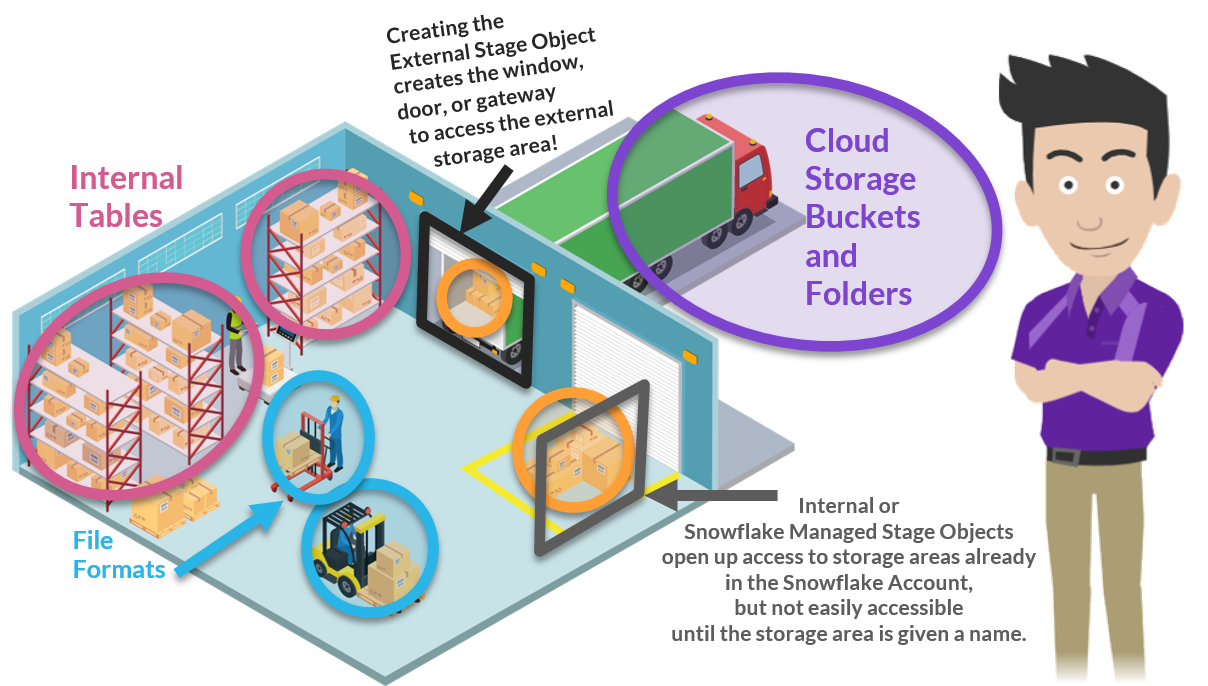 Creating the
External Stage Object
creates the window,
door, or gateway
to access the external
storage area!
Internal
Tables
Cloud
Storage
Buckets
and
Folders
File
Formats
Internal or
Snowflake Managed Stage Objects
open up access to storage areas already
in the Snowflake Account,
but not easily accessible
until the storage area is given a name.